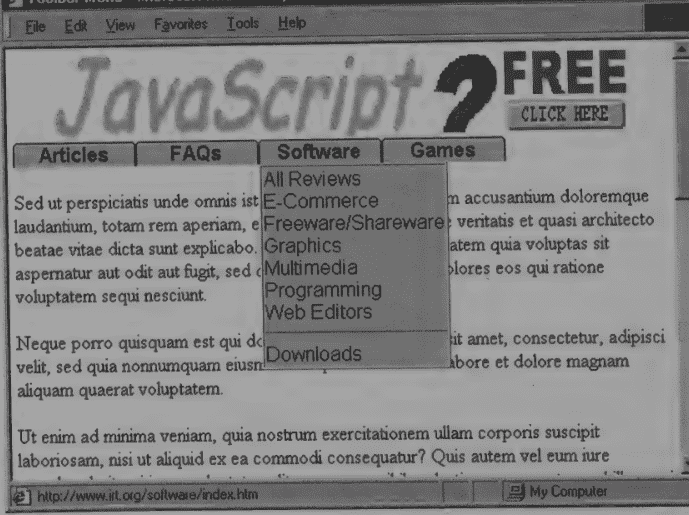 File Edit View Favorites Tools Help
JavaScript ? FREE
CLICK HERE
Articles FAQs Software Games
All Reviews
E-Commerce
Freeware/Shareware
Graphics
Multimedia
Programming
Web Editors
Downloads
Sed ut perspiciatis unde omnis ist m accusantium doloremque
laudantium, totam rem aperiam, e veritatis et quasi architecto
beatae vitae dicta sunt explicabo. atem quia voluptas sit
aspernatur aut odit aut fugit, sed c lores eos qui ratione
voluptatem sequi nesciunt.
Neque porro quisquam est qui do sit amet, consectetur, adipisci
velit, sed quia nonnumquam eiusm abore et dolore magnam
aliquam quaerat voluptatem.
Ut enim ad minima veniam, quia nostrum exercitationem ullam corporis suscipit
laboriosam, nisi ut aliquid ex ea commodi consequatur? Quis autem vel eum iure
http://www.irt.org/software/index.htm My Computer